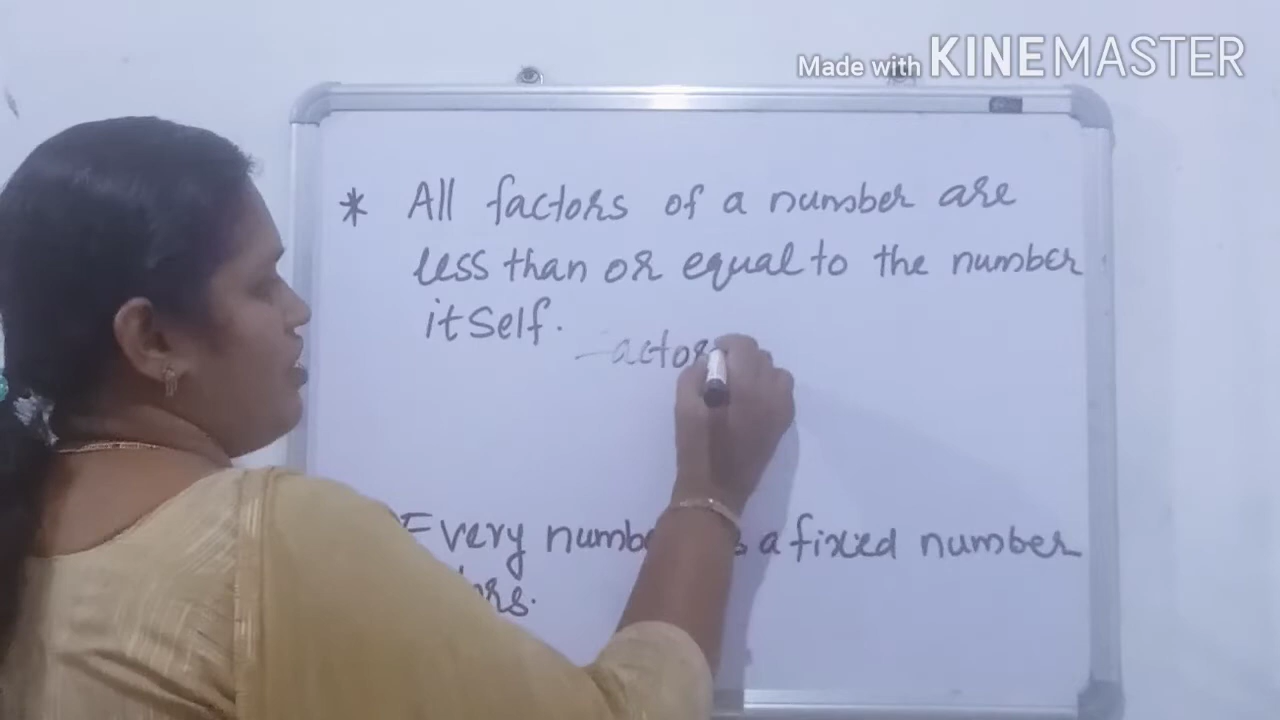 Made with KINEMASTER
* All factors of a number are
less than or equal to the number
itself.
actor
Every a fixed number